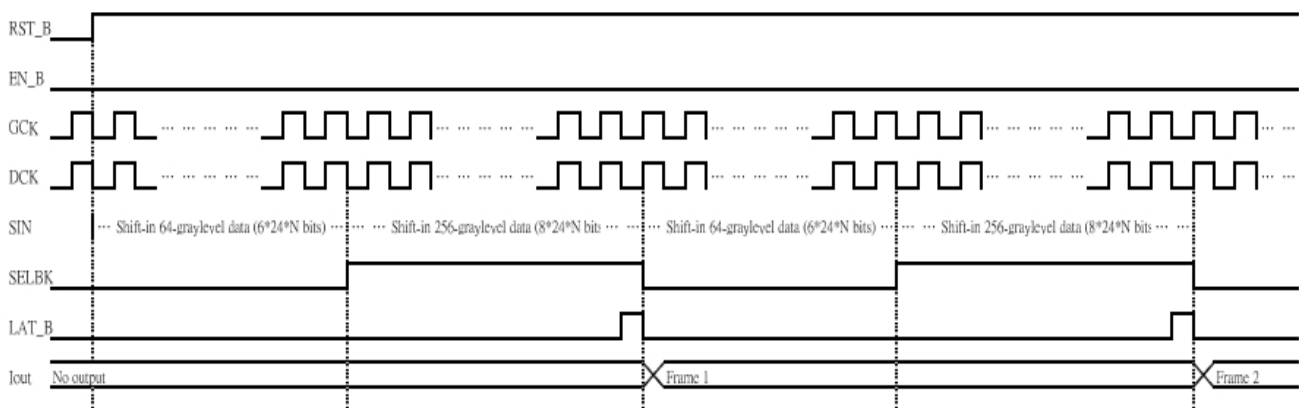 RST_B
EN_B
GCK
DCK
SIN ··· Shift-in 64-graylevel data (6*24*N bits) ··· ··· Shift-in 256-graylevel data (8*24*N bits ··· ··· Shift-in 64-graylevel data (6*24*N bits) ··· ··· Shift-in 256-graylevel data (8*24*N bits ··· ···
SELBK
LAT_B
Iout No output Frame 1 Frame 2